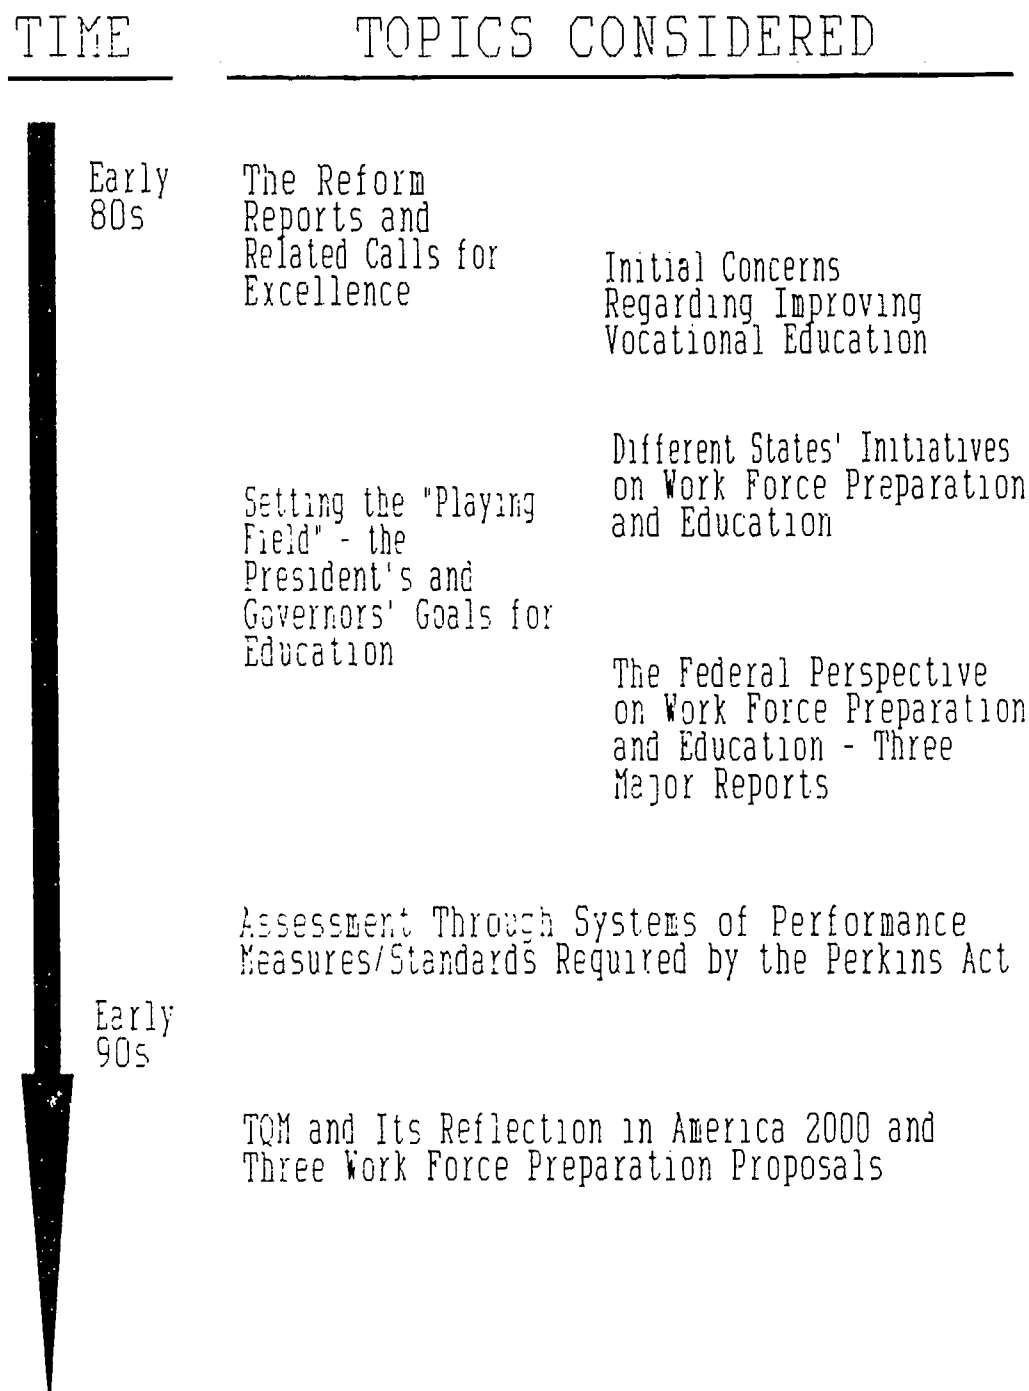 TIME TOPICS CONSIDERED
Early
80s
The Reform
Reports and
Related Calls for
Excellence
Initial Concerns
Regarding Improving
Vocational Education
Different States' Initiatives
on Work Force Preparation
and Education
Setting the "Playing
Field" - the
President's and
Governors' Goals for
Education
The Federal Perspective
on Work Force Preparation
and Education - Three
Major Reports
Assessment Through Systems of Performance
Measures/Standards Required by the Perkins Act
Early
90s
TQM and Its Reflection in America 2000 and
Three Work Force Preparation Proposals